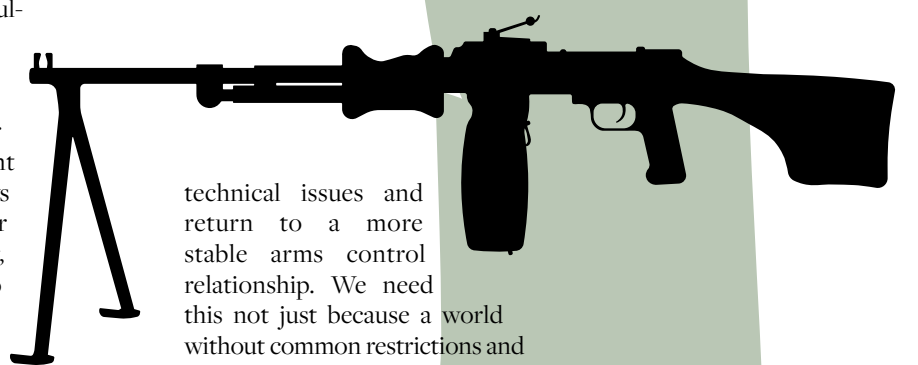 technical issues and
return to a more
stable arms control
relationship. We need
this not just because a world
without common restrictions and